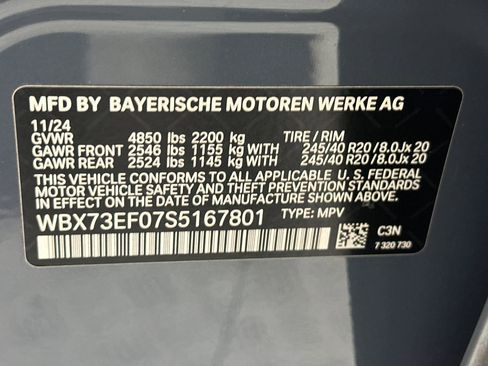 MFD BY BAYERISCHE MOTOREN WERKE AG
11/24
GVWR 4850 lbs 2200 kg TIRE / RIM
GAWR FRONT 2546 lbs 1155 kg WITH 245/40 R20 / 8.0Jx 20
GAWR REAR 2524 lbs 1145 kg WITH 245/40 R20 / 8.0Jx 20
THIS VEHICLE CONFORMS TO ALL APPLICABLE U. S. FEDERAL
MOTOR VEHICLE SAFETY, BUMPER, AND THEFT PREVENTION STANDARDS
IN EFFECT ON THE DATE OF MANUFACTURE SHOWN ABOVE.
WBX73EF07S5167801 TYPE: MPV
C3N
7 320 730